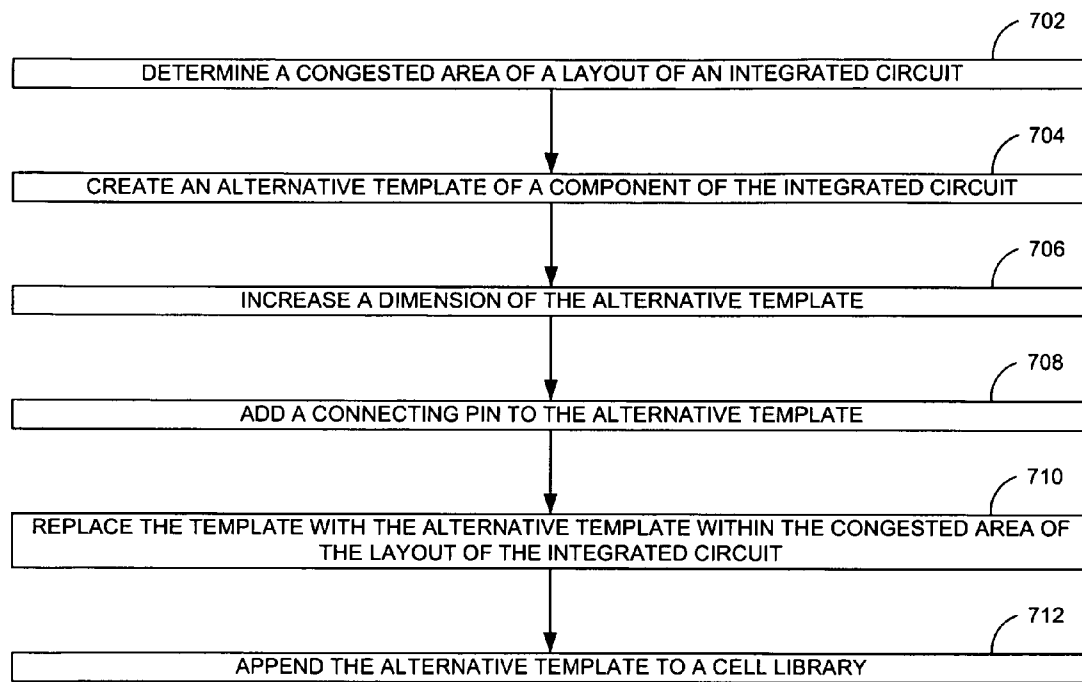 702
DETERMINE A CONGESTED AREA OF A LAYOUT OF AN INTEGRATED CIRCUIT
704
CREATE AN ALTERNATIVE TEMPLATE OF A COMPONENT OF THE INTEGRATED CIRCUIT
706
INCREASE A DIMENSION OF THE ALTERNATIVE TEMPLATE
708
ADD A CONNECTING PIN TO THE ALTERNATIVE TEMPLATE
710
REPLACE THE TEMPLATE WITH THE ALTERNATIVE TEMPLATE WITHIN THE CONGESTED AREA OF
THE LAYOUT OF THE INTEGRATED CIRCUIT
712
APPEND THE ALTERNATIVE TEMPLATE TO A CELL LIBRARY